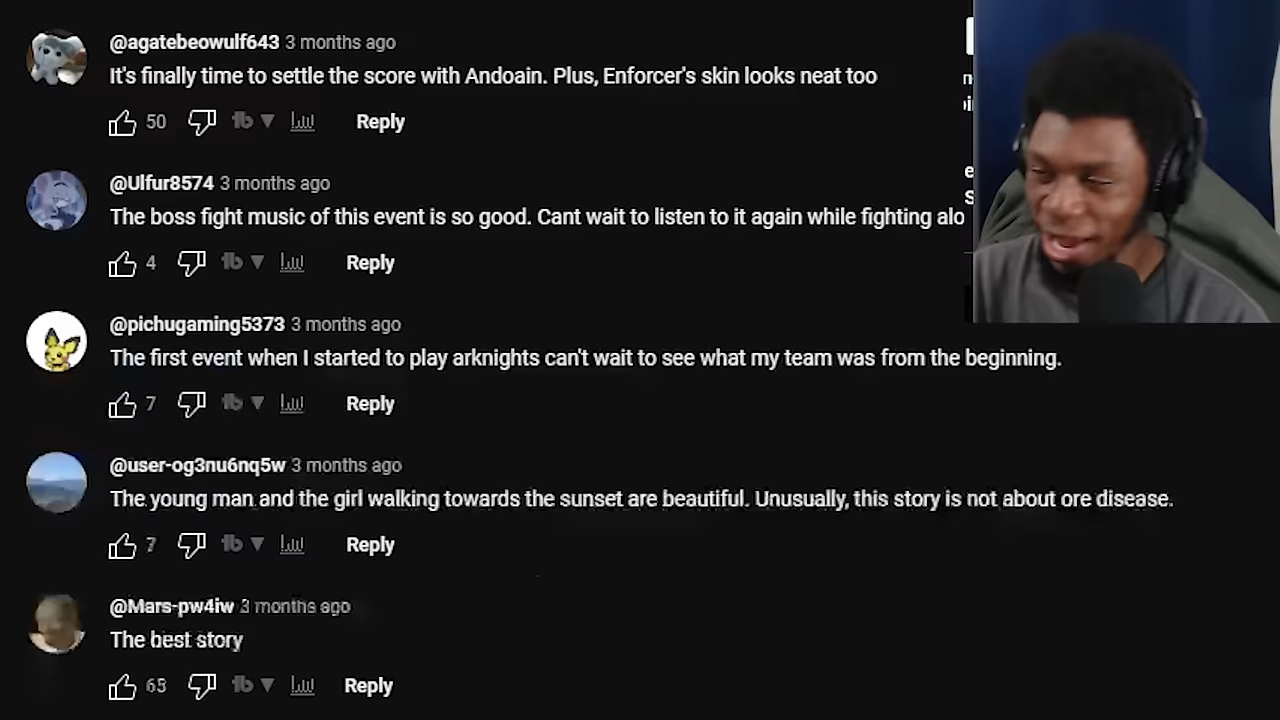 @agatebeowulf643 3 months ago
It's finally time to settle the score with Andoain. Plus, Enforcer's skin looks neat too
50 Reply
@Ulfur8574 3 months ago
The boss fight music of this event is so good. Cant wait to listen to it again while fighting alo
4 Reply
@pichugaming5373 3 months ago
The first event when I started to play arknights can't wait to see what my team was from the beginning.
7 Reply
@user-og3nu6nq5w 3 months ago
The young man and the girl walking towards the sunset are beautiful. Unusually, this story is not about ore disease.
7 Reply
@Mars-pw4iw 3 months ago
The best story
65 Reply